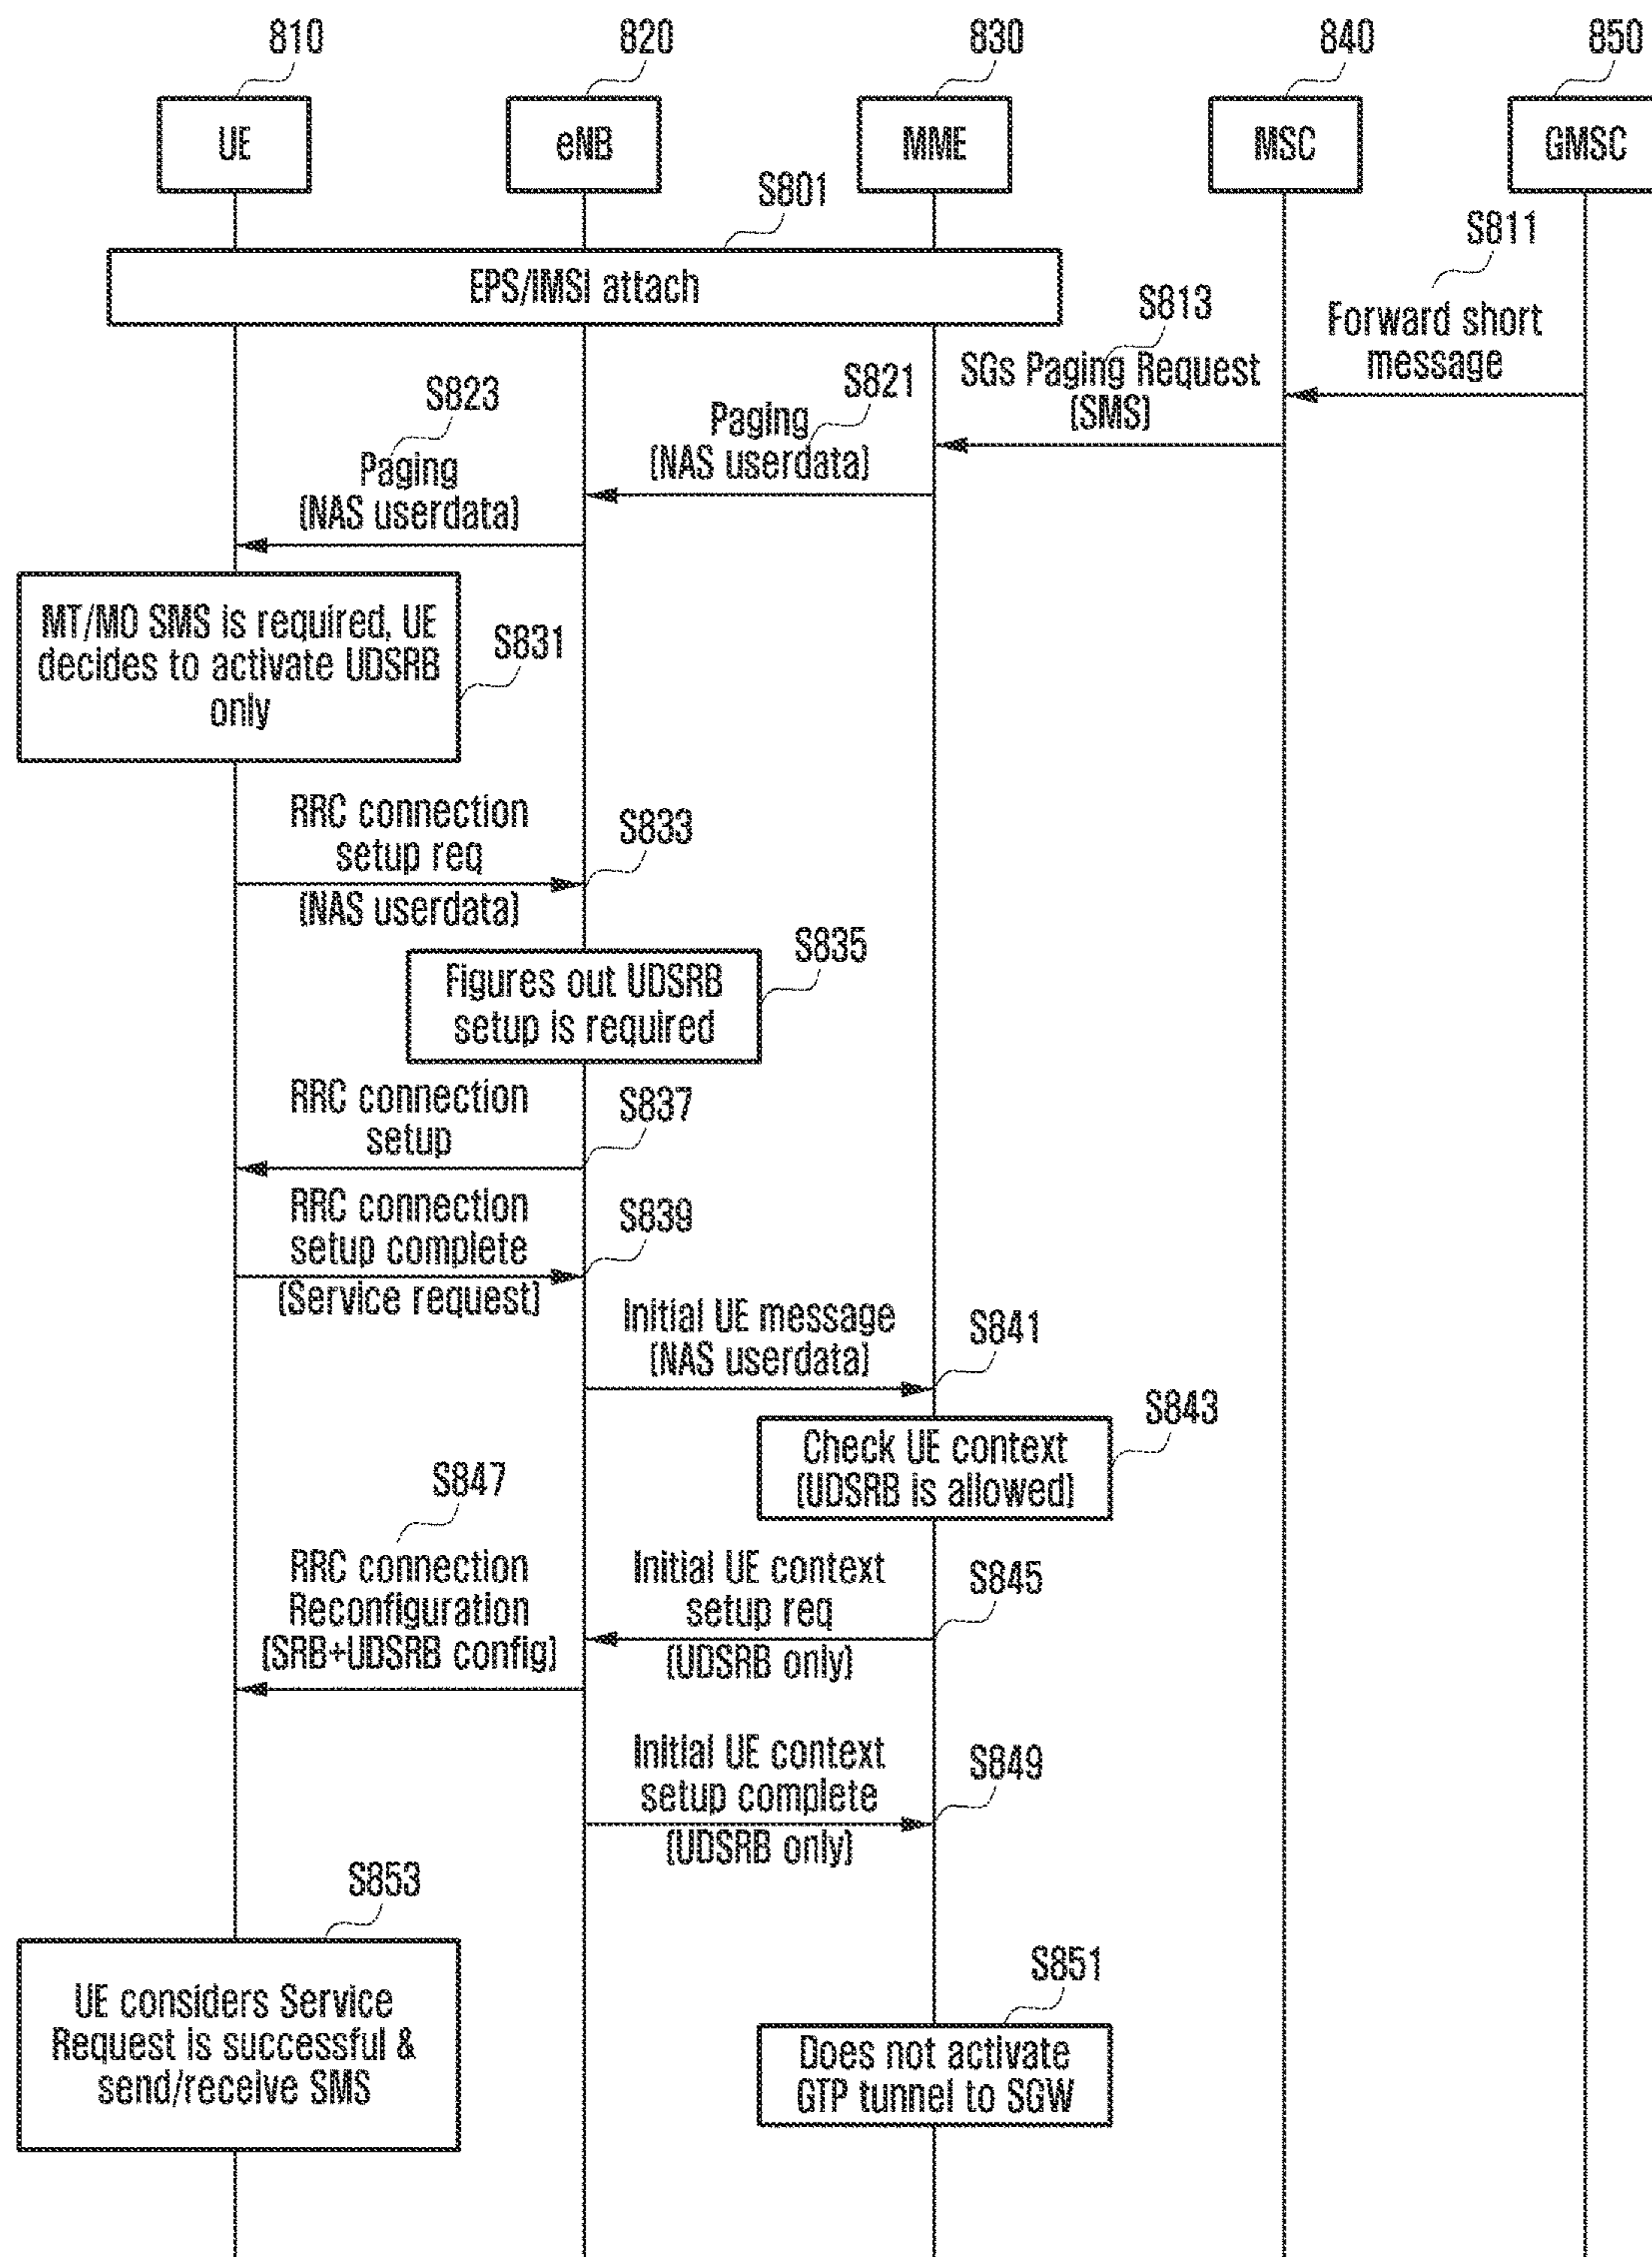 810
820
830
840
850
UE
eNB
MME
MSC
GMSC
S801
EPS/IMSI attach
S811
Forward short
message
S813
SGs Paging Request
(SMS)
S821
Paging
(NAS userdata)
S823
Paging
(NAS userdata)
MT/MO SMS is required, UE
decides to activate UDSRB
only
S831
RRC connection
setup req
(NAS userdata)
S833
S835
Figures out UDSRB
setup is required
RRC connection
setup
S837
RRC connection
setup complete
(Service request)
S839
Initial UE message
(NAS userdata)
S841
S843
Check UE context
(UDSRB is allowed)
S847
RRC connection
Reconfiguration
(SRB+UDSRB config)
Initial UE context
setup req
(UDSRB only)
S845
Initial UE context
setup complete
(UDSRB only)
S849
S853
UE considers Service
Request is successful &
send/receive SMS
S851
Does not activate
GTP tunnel to SGW